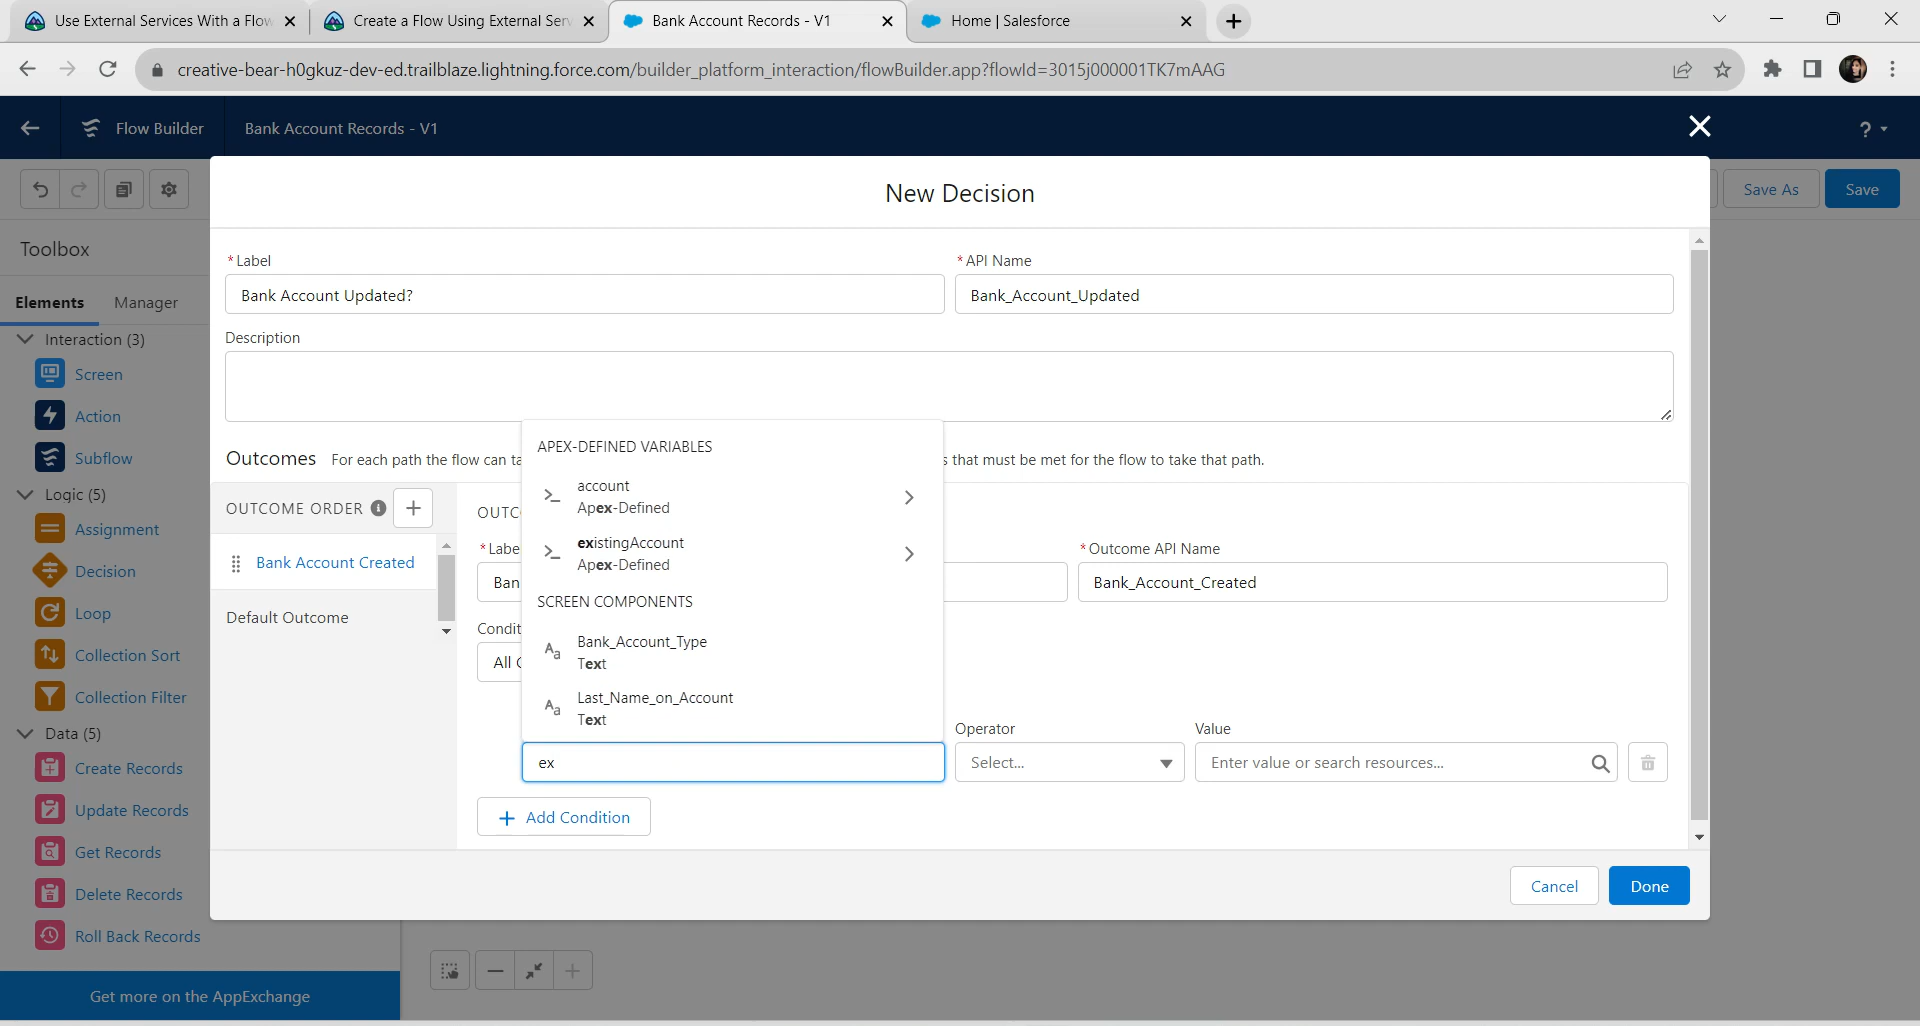 Use External Services With a Flow
Create a Flow Using External Serv
Bank Account Records - V1
Home | Salesforce
creative-bear-h0gkuz-dev-ed.trailblaze.lightning.force.com/builder_platform_interaction/flowBuilder.app?flowId=3015j000001TK7mAAG
Flow Builder
Bank Account Records - V1
?
New Decision
Save As
Save
Toolbox
Elements
Manager
Interaction (3)
Screen
Action
Subflow
Logic (5)
Assignment
Decision
Loop
Collection Sort
Collection Filter
Data (5)
Create Records
Update Records
Get Records
Delete Records
Roll Back Records
Get more on the AppExchange
* Label
* API Name
Bank Account Updated?
Bank_Account_Updated
Description
Outcomes For each path the flow can ta
s that must be met for the flow to take that path.
OUTCOME ORDER
Bank Account Created
Default Outcome
OUTC
* Labe
* Outcome API Name
Ban
Bank_Account_Created
Condit
All C
APEX-DEFINED VARIABLES
account
Apex-Defined
existingAccount
Apex-Defined
SCREEN COMPONENTS
Aa Bank_Account_Type
Text
Aa Last_Name_on_Account
Text
Operator
Value
ex
Select...
Enter value or search resources...
+ Add Condition
Cancel
Done